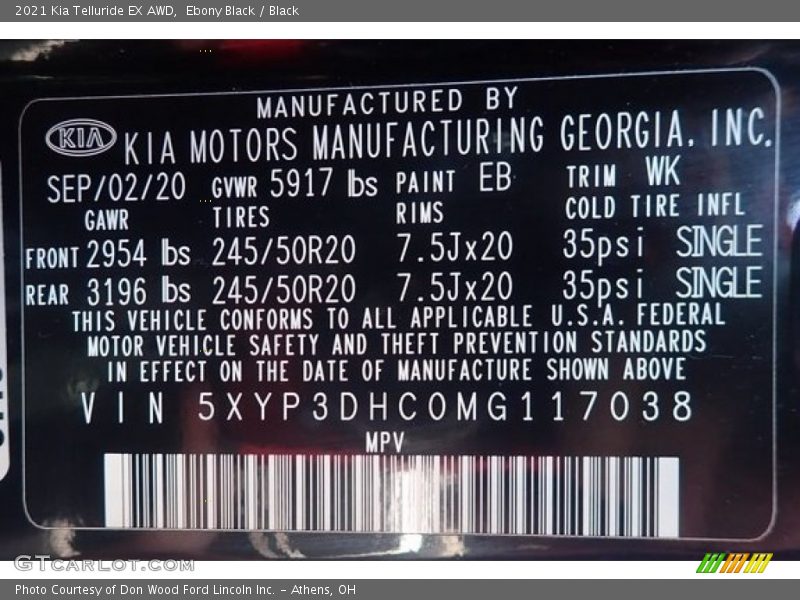 2021 Kia Telluride EX AWD, Ebony Black / Black
MANUFACTURED BY
KIA KIA MOTORS MANUFACTURING GEORGIA, INC.
SEP/02/20 GVWR 5917 lbs PAINT EB TRIM WK
GAWR TIRES RIMS COLD TIRE INFL
FRONT 2954 lbs 245/50R20 7.5Jx20 35psi SINGLE
REAR 3196 lbs 245/50R20 7.5Jx20 35psi SINGLE
THIS VEHICLE CONFORMS TO ALL APPLICABLE U.S.A. FEDERAL
MOTOR VEHICLE SAFETY AND THEFT PREVENTION STANDARDS
IN EFFECT ON THE DATE OF MANUFACTURE SHOWN ABOVE
VIN 5XYP3DHC0MG117038
MPV
GTCARLOT.COM
Photo Courtesy of Don Wood Ford Lincoln Inc. - Athens, OH